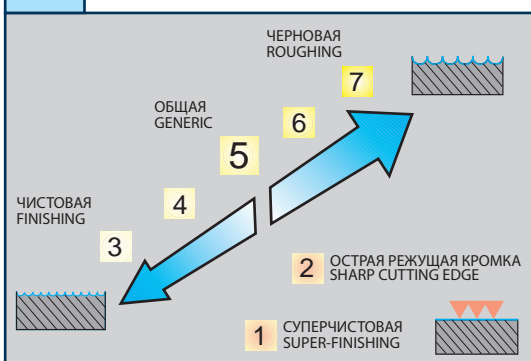 ЧЕРНОВАЯ
ROUGHING
7
ОБЩАЯ
GENERIC
6
5
ЧИСТОВАЯ
FINISHING
4
3
2 ОСТРАЯ РЕЖУЩАЯ КРОМКА
SHARP CUTTING EDGE
1 СУПЕРЧИСТОВАЯ
SUPER-FINISHING